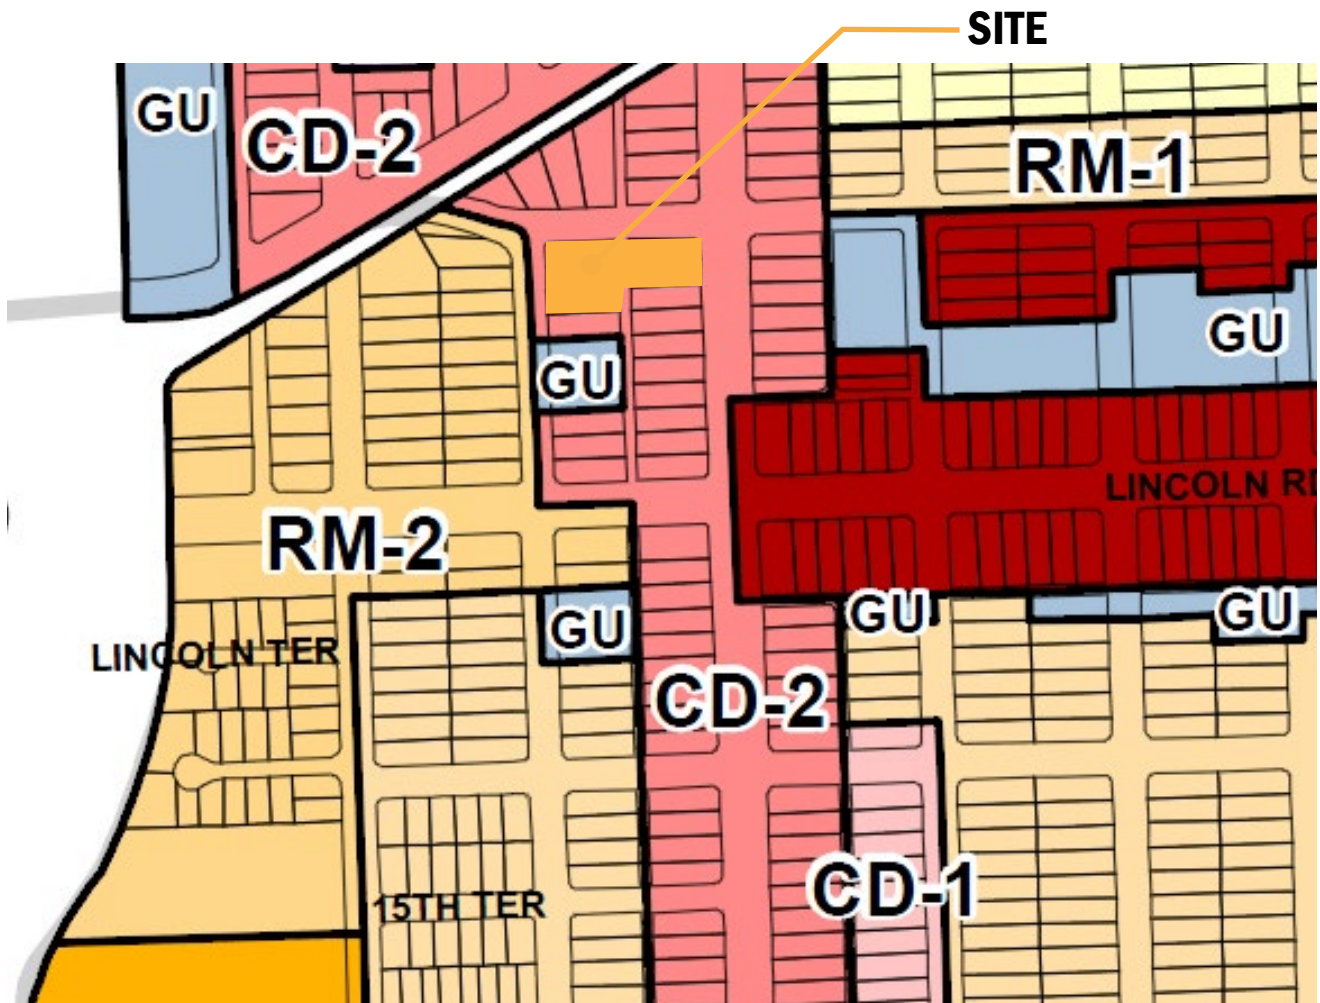 SITE
GU
CD-2
RM-1
GU
GU
LINCOLN RD
RM-2
GU
GU
GU
LINCOLN TER
CD-2
CD-1
15TH TER